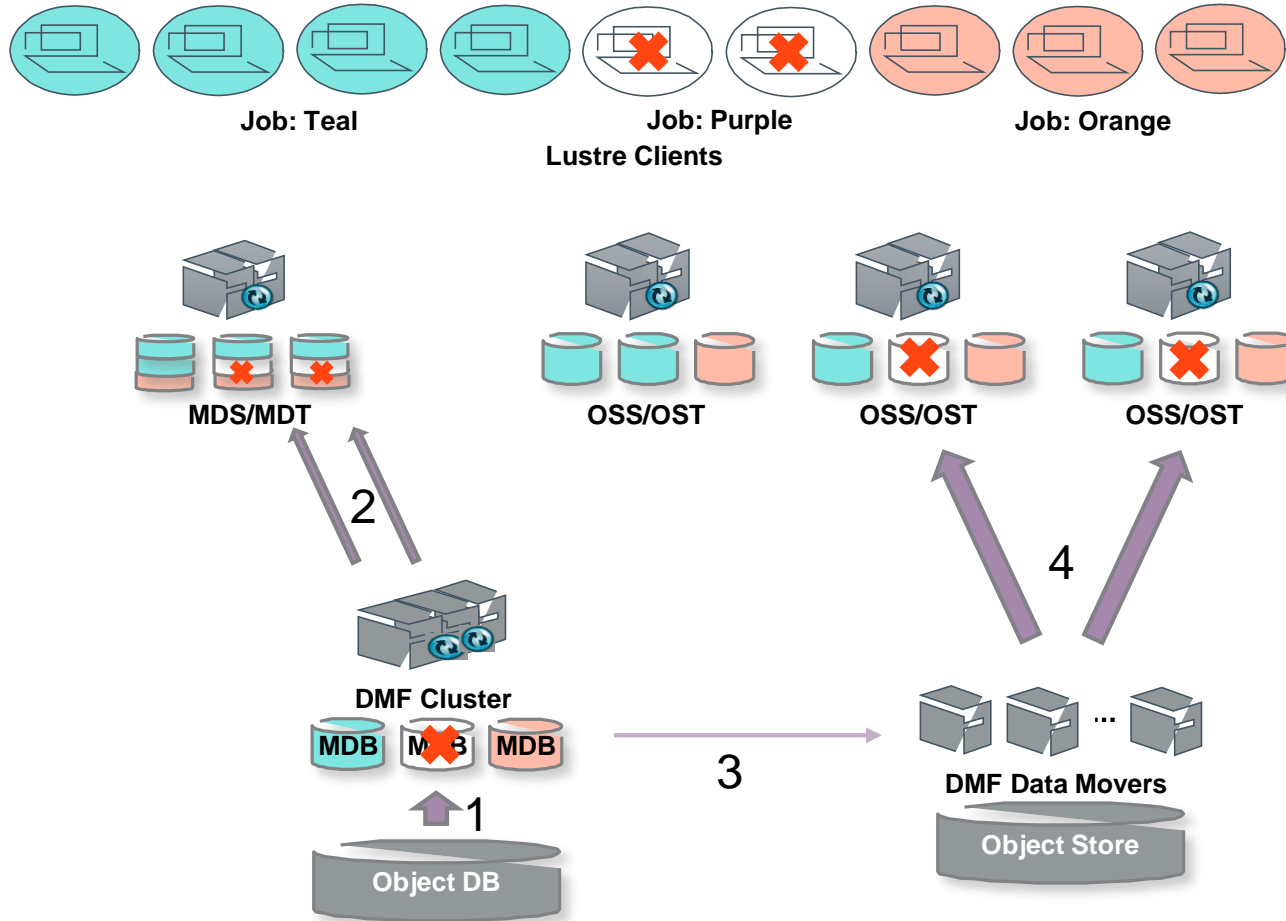 Job: Teal
Job: Purple
Job: Orange
Lustre Clients
MDS/MDT
OSS/OST
OSS/OST
OSS/OST
2
4
DMF Cluster
MDB
MDB
MDB
3
...
DMF Data Movers
1
Object DB
Object Store